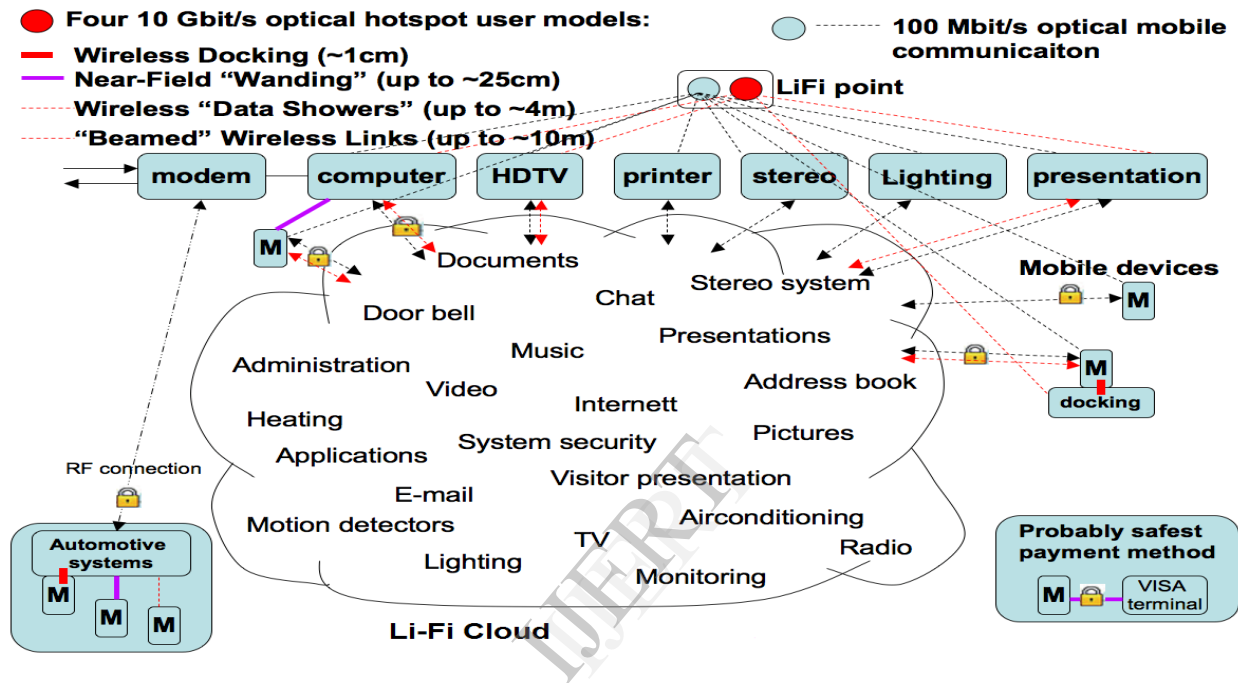 Four 10 Gbit/s optical hotspot user models:
100 Mbit/s optical mobile
communicaiton
Wireless Docking (~1cm)
Near-Field “Wanding” (up to ~25cm)
Wireless “Data Showers” (up to ~4m)
“Beamed” Wireless Links (up to ~10m)
LiFi point
modem
computer
HDTV
printer
stereo
Lighting
presentation
M
Documents
Chat
Stereo system
Mobile devices
M
Door bell
Music
Presentations
Administration
Video
Address book
M
docking
Heating
Internett
Applications
System security
Pictures
RF connection
E-mail
Visitor presentation
Motion detectors
Airconditioning
Lighting
TV
Radio
Monitoring
Li-Fi Cloud
Automotive
systems
M
M
M
Probably safest
payment method
M
VISA
terminal
IJERT